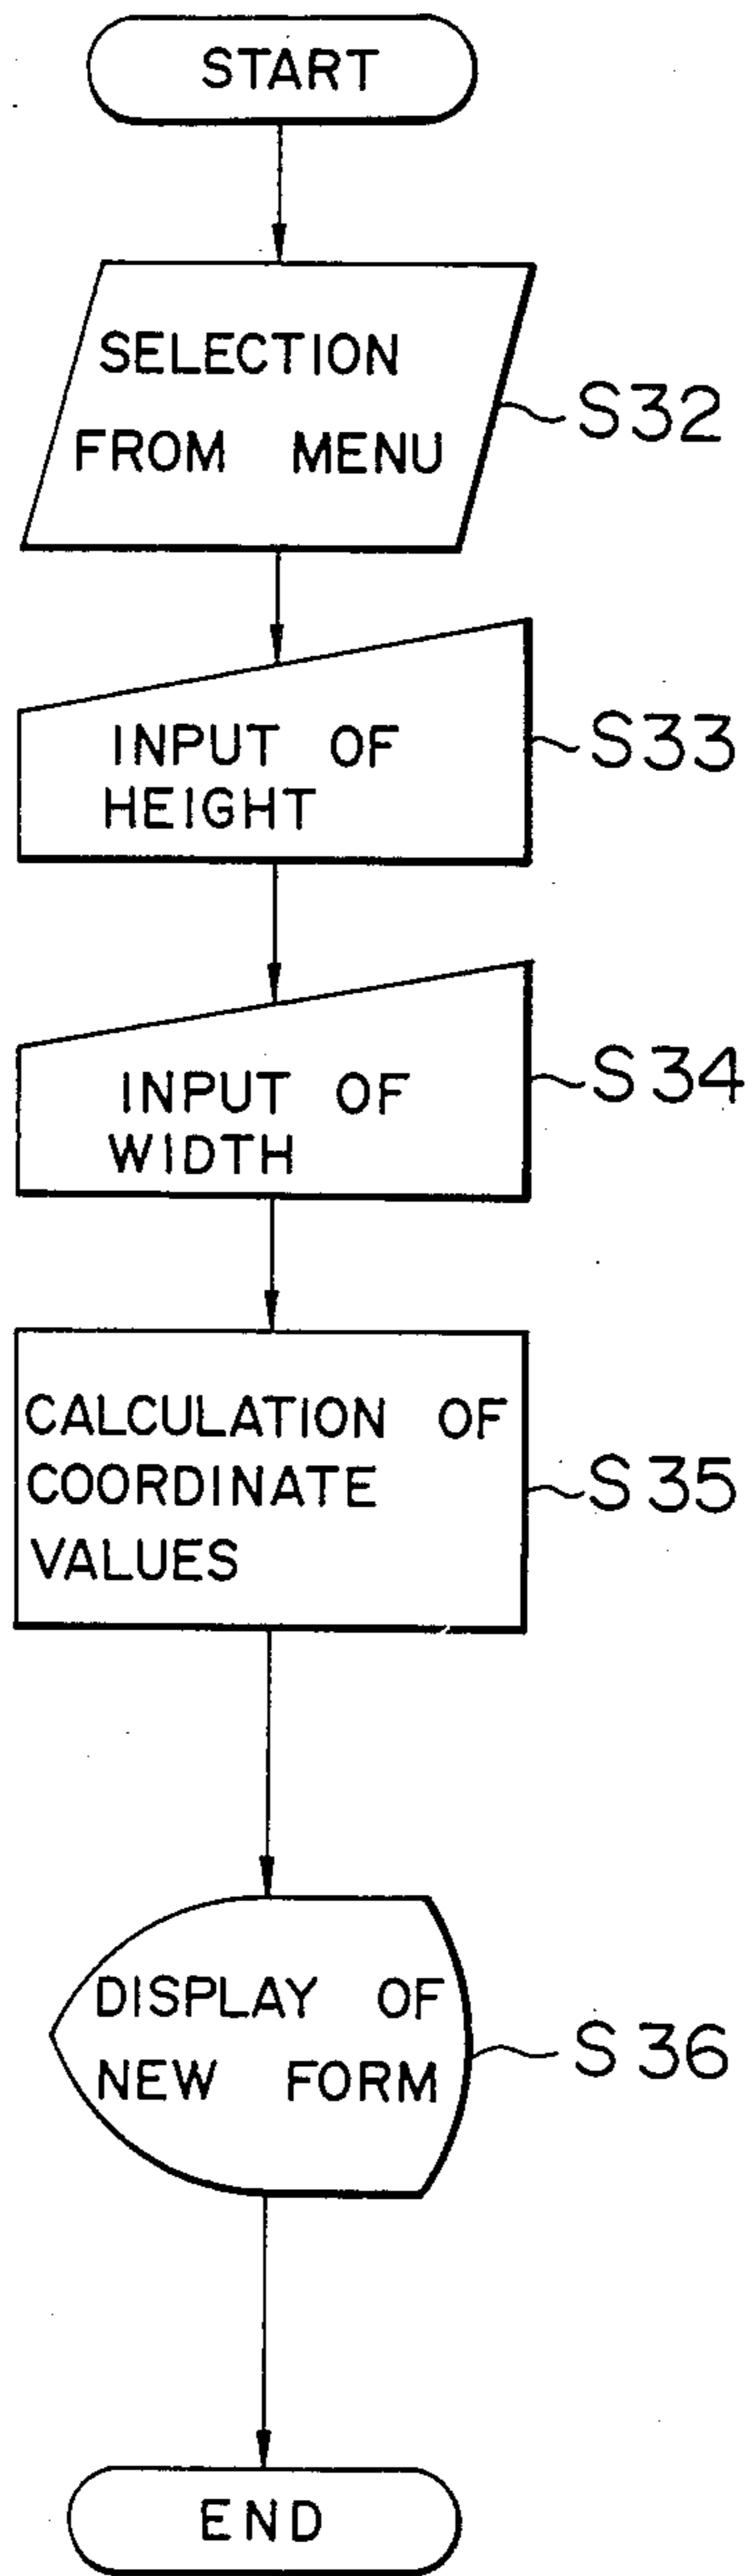 START
SELECTION
FROM MENU
S32
INPUT OF
HEIGHT
S33
INPUT OF
WIDTH
S34
CALCULATION OF
COORDINATE
VALUES
S35
DISPLAY OF
NEW FORM
S36
END